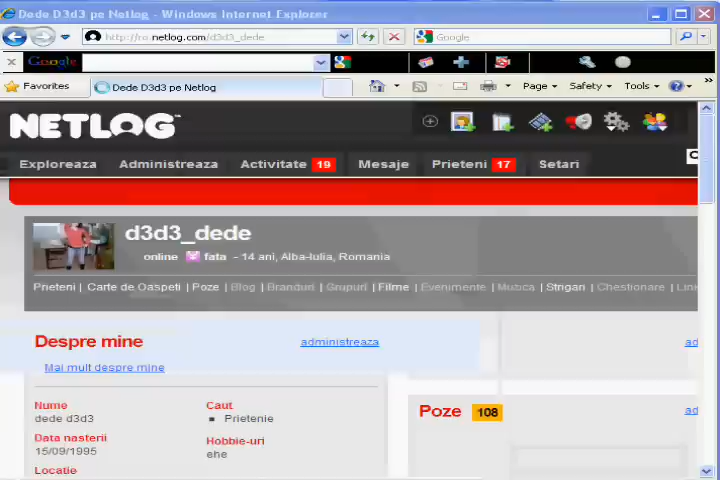 Dede D3d3 pe Netlog - Windows Internet Explorer
http://ro.netlog.com/d3d3_dede
Google
Google
Favorites
Dede D3d3 pe Netlog
Page
Safety
Tools
NETLOG
Exploreaza Administreaza Activitate 19 Mesaje Prieteni 17 Setari
d3d3_dede
online fata - 14 ani, Alba-Iulia, Romania
Prieteni | Carte de Oaspeti | Poze | Blog | Branduri | Grupuri | Filme | Evenimente | Muzica | Strigari | Chestionare | Link
Despre mine
administreaza
ad
Mai mult despre mine
Nume
dede d3d3
Data nasterii
15/09/1995
Locatie
Caut
Prietenie
Hobbie-uri
ehe
Poze 108
ad